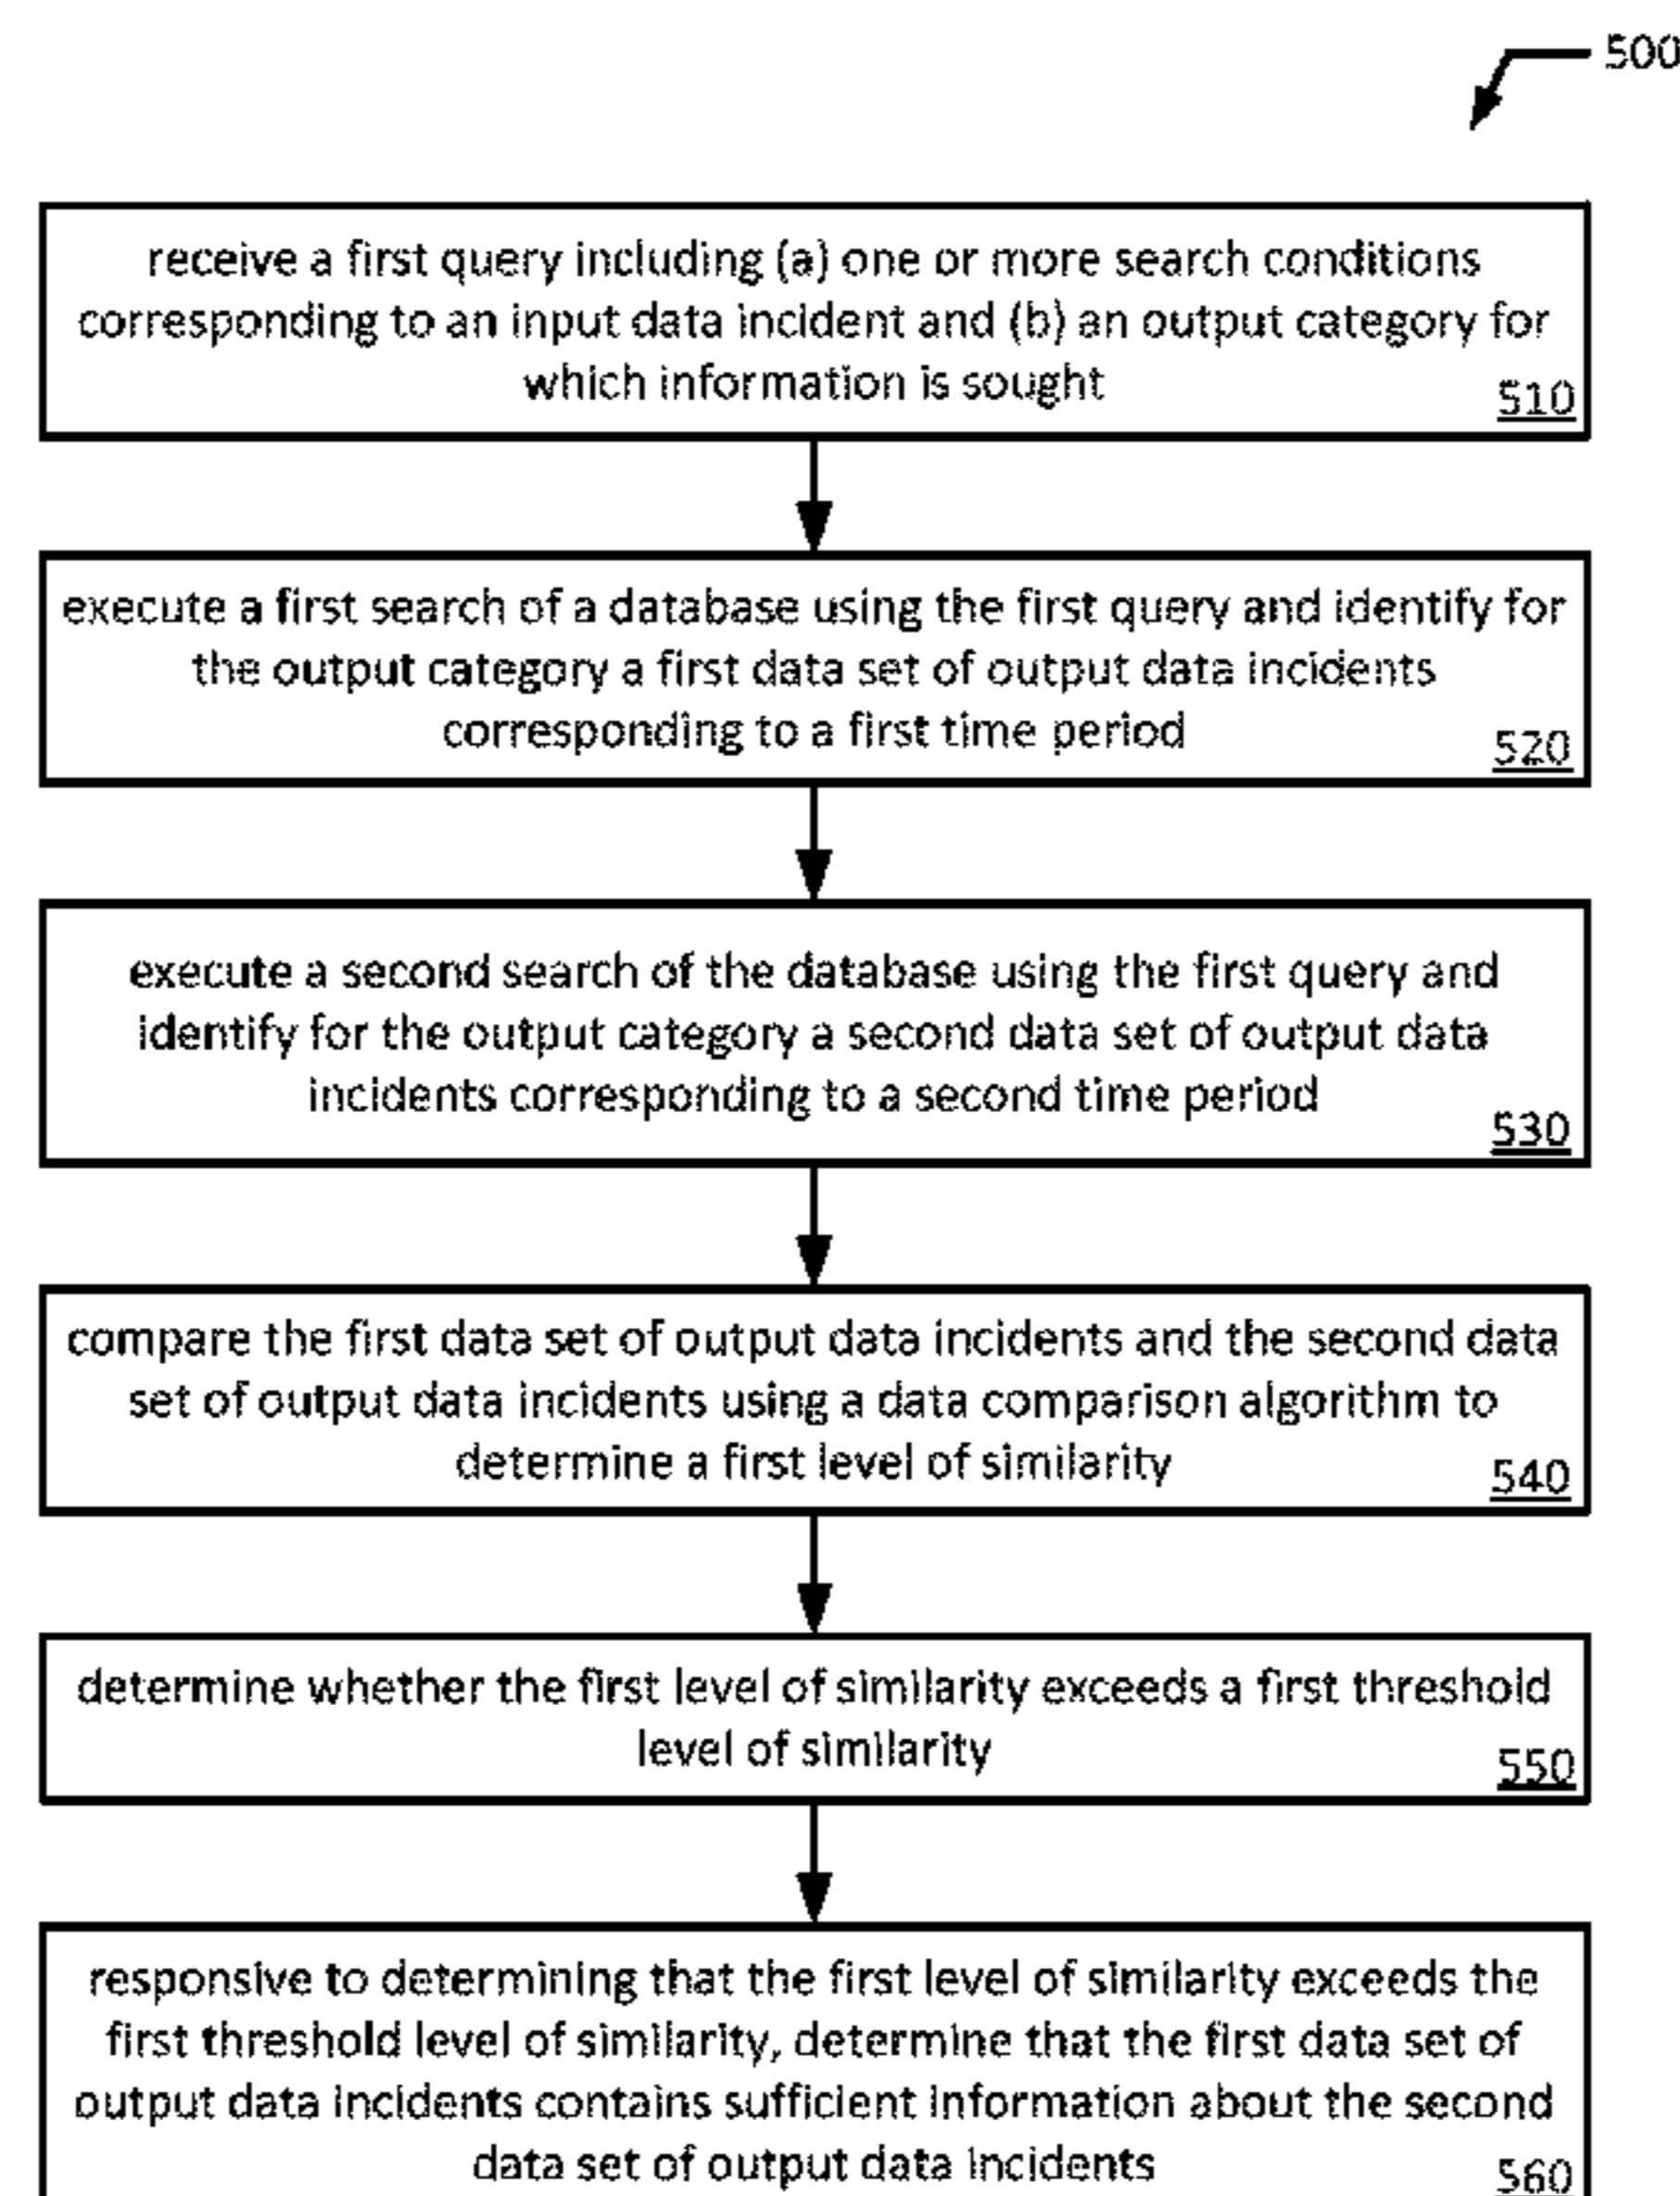 500
receive a first query including (a) one or more search conditions
corresponding to an input data incident and (b) an output category for
which information is sought
510
execute a first search of a database using the first query and identify for
the output category a first data set of output data incidents
corresponding to a first time period
520
execute a second search of the database using the first query and
identify for the output category a second data set of output data
incidents corresponding to a second time period
530
compare the first data set of output data incidents and the second data
set of output data incidents using a data comparison algorithm to
determine a first level of similarity
540
determine whether the first level of similarity exceeds a first threshold
level of similarity
550
responsive to determining that the first level of similarity exceeds the
first threshold level of similarity, determine that the first data set of
output data incidents contains sufficient information about the second
data set of output data incidents
560